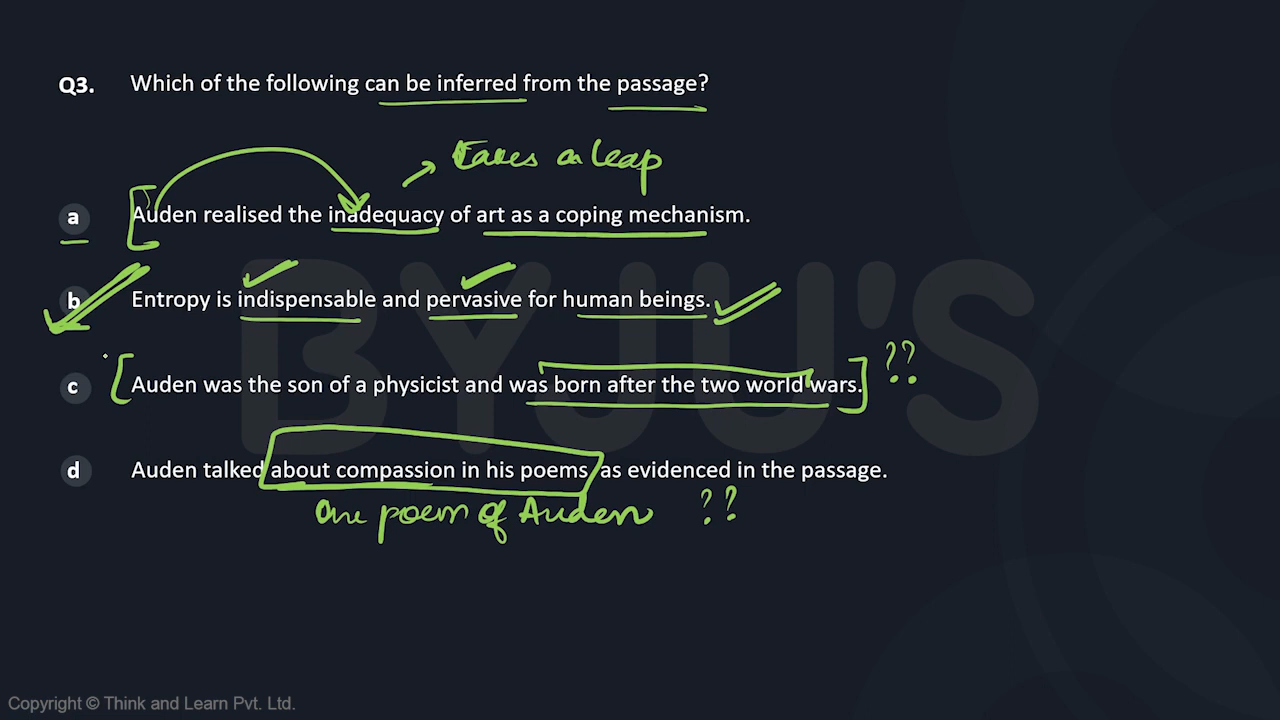 Q3. Which of the following can be inferred from the passage?
takes a leap
a Auden realised the inadequacy of art as a coping mechanism.
b Entropy is indispensable and pervasive for human beings.
??
c Auden was the son of a physicist and was born after the two world wars.
d Auden talked about compassion in his poems, as evidenced in the passage.
One poem of Auden ??
BYJU'S
Copyright © Think and Learn Pvt. Ltd.